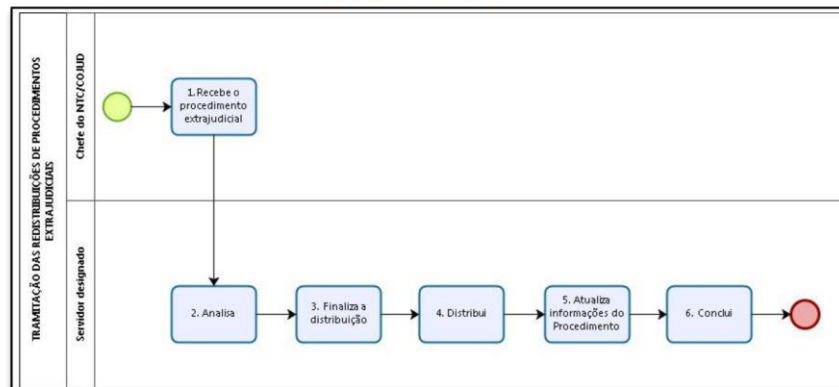 TRAMITAÇÃO DAS REDISTRIBUIÇÕES DE PROCEDIMENTOS
EXTRAJUDICIAIS
Chefe do NTC/COJUD
1. Recebe o
procedimento
extrajudicial
Servidor designado
2. Analisa
3. Finaliza a
distribuição
4. Distribui
5. Atualiza
informações do
Procedimento
6. Conclui